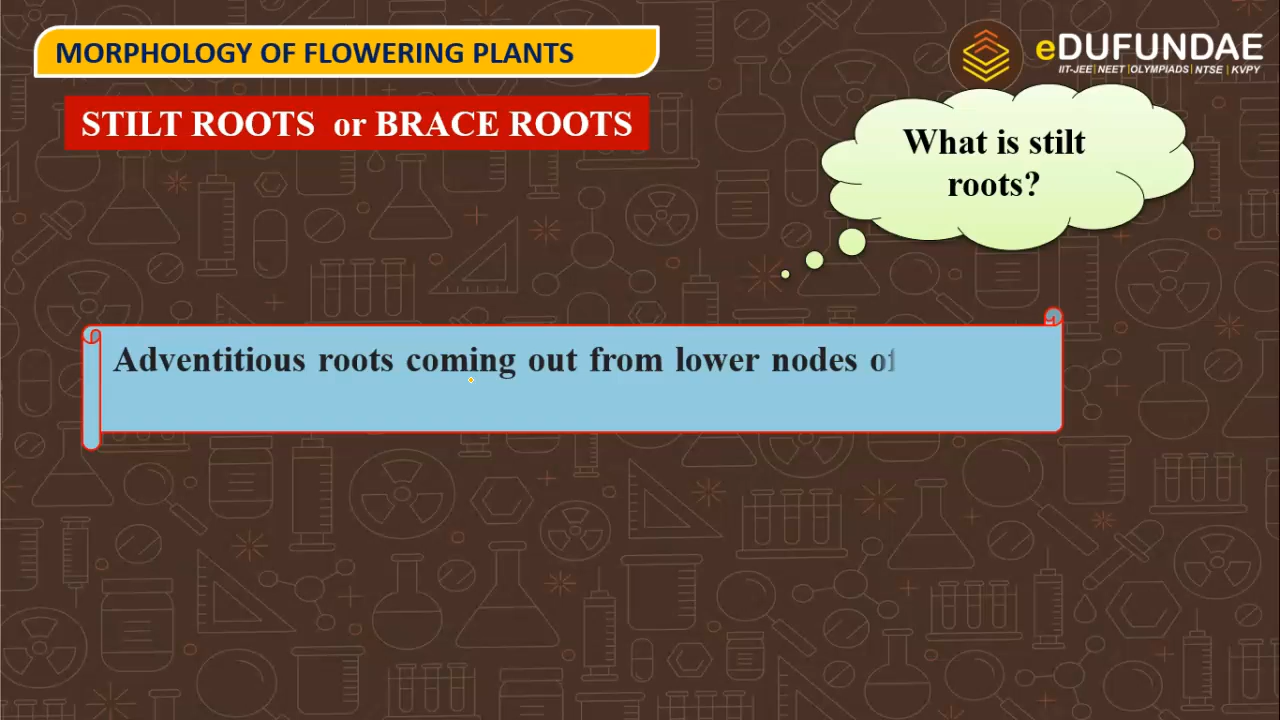 MORPHOLOGY OF FLOWERING PLANTS
eDUFUNDAE
IIT-JEE|NEET|OLYMPIADS|NTSE|KVPY
STILT ROOTS or BRACE ROOTS
What is stilt
roots?
Adventitious roots coming out from lower nodes of